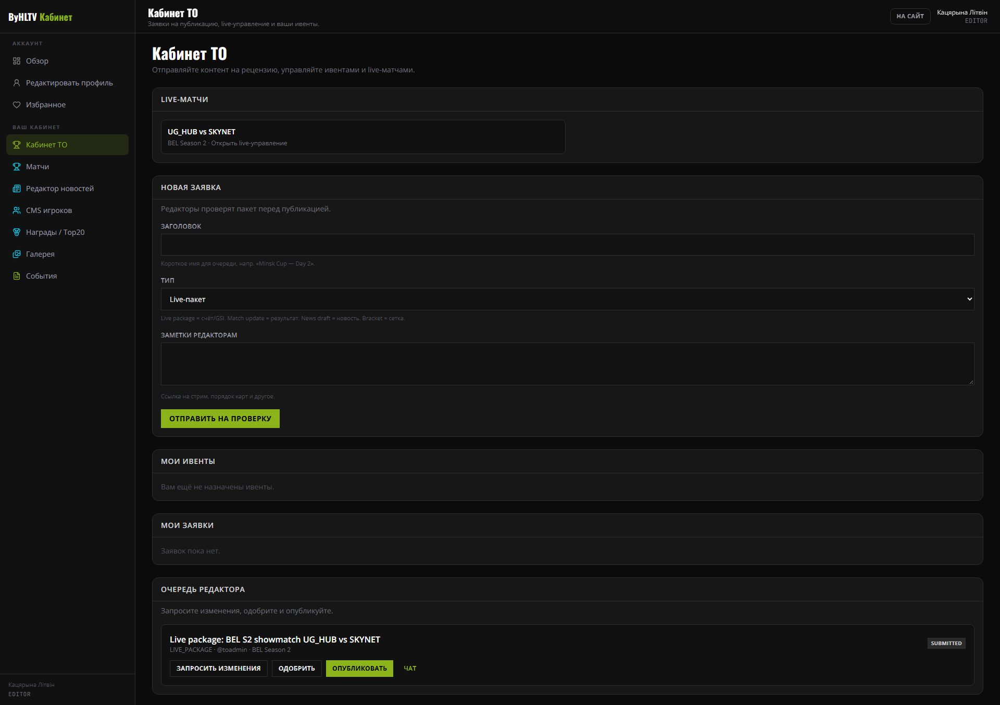 ByHLTV Кабинет
Кабинет ТО
Заявки на публикацию, live-управление и ваши ивенты.
НА САЙТ
Кацярына Літвін
EDITOR
АККАУНТ
Обзор
Редактировать профиль
Избранное
ВАШ КАБИНЕТ
Кабинет ТО
Матчи
Редактор новостей
CMS игроков
Награды / Top20
Галерея
События
Кацярына Літвін
EDITOR
Кабинет ТО
Отправляйте контент на рецензию, управляйте ивентами и live-матчами.
LIVE-МАТЧИ
UG_HUB vs SKYNET
BEL Season 2 · Открыть live-управление
НОВАЯ ЗАЯВКА
Редакторы проверят пакет перед публикацией.
ЗАГОЛОВОК
Короткое имя для очереди, напр. «Minsk Cup — Day 2».
ТИП
Live-пакет
Live package = счёт/GSI. Match update = результат. News draft = новость. Bracket = сетка.
ЗАМЕТКИ РЕДАКТОРАМ
Ссылка на стрим, порядок карт и другое.
ОТПРАВИТЬ НА ПРОВЕРКУ
МОИ ИВЕНТЫ
Вам ещё не назначены ивенты.
МОИ ЗАЯВКИ
Заявок пока нет.
ОЧЕРЕДЬ РЕДАКТОРА
Запросите изменения, одобрите и опубликуйте.
Live package: BEL S2 showmatch UG_HUB vs SKYNET
LIVE_PACKAGE · @toadmin · BEL Season 2
SUBMITTED
ЗАПРОСИТЬ ИЗМЕНЕНИЯ
ОДОБРИТЬ
ОПУБЛИКОВАТЬ
ЧАТ